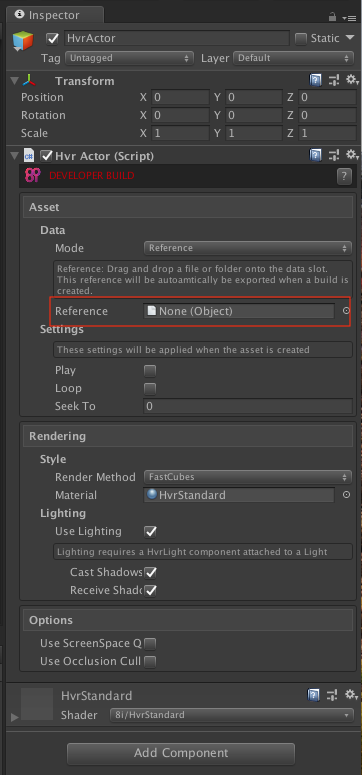 Inspector
HvrActor Static
Tag Untagged Layer Default
Transform
Position X 0 Y 0 Z 0
Rotation X 0 Y 0 Z 0
Scale X 1 Y 1 Z 1
Hvr Actor (Script)
DEVELOPER BUILD ?
Asset
Data
Mode Reference
Reference: Drag and drop a file or folder onto the data slot.
This reference will be autoamtically be exported when a build is
created.
Reference None (Object)
Settings
These settings will be applied when the asset is created
Play
Loop
Seek To 0
Rendering
Style
Render Method FastCubes
Material HvrStandard
Lighting
Use Lighting
Lighting requires a HvrLight component attached to a Light
Cast Shadows
Receive Shado
Options
Use ScreenSpace Q
Use Occlusion Cull
HvrStandard
Shader 8i/HvrStandard
Add Component